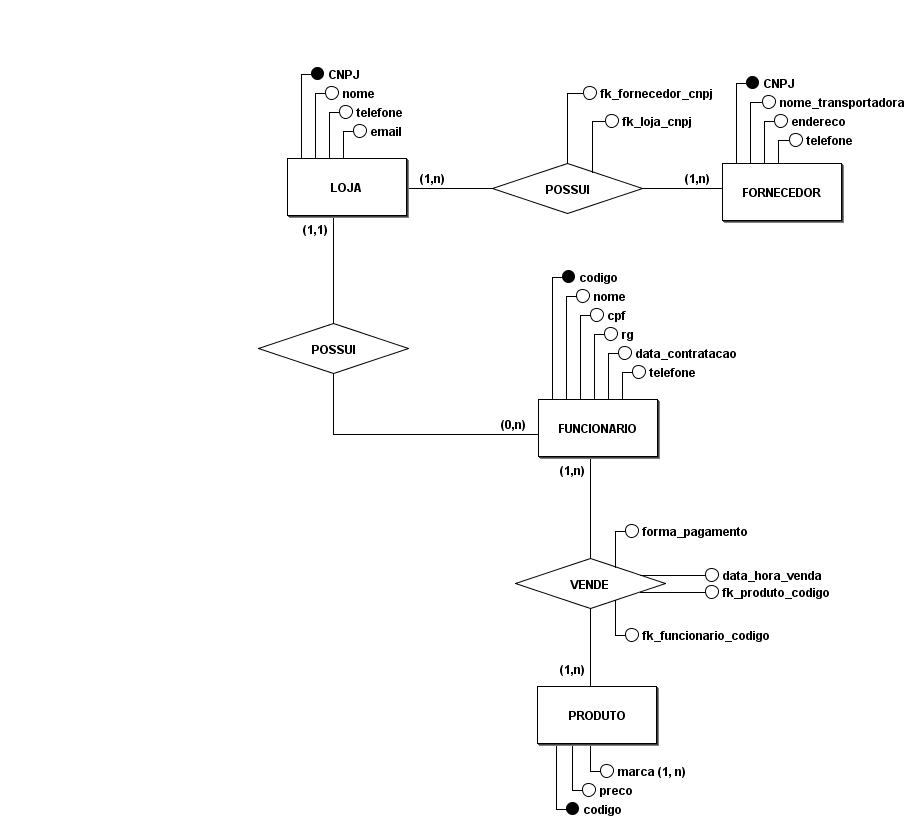 CNPJ
nome
telefone
email
LOJA
(1,n)
fk_fornecedor_cnpj
fk_loja_cnpj
POSSUI
(1,n)
CNPJ
nome_transportadora
endereco
telefone
FORNECEDOR
(1,1)
POSSUI
(0,n)
codigo
nome
cpf
rg
data_contratacao
telefone
FUNCIONARIO
(1,n)
forma_pagamento
VENDE
data_hora_venda
fk_produto_codigo
fk_funcionario_codigo
(1,n)
PRODUTO
marca (1, n)
preco
codigo